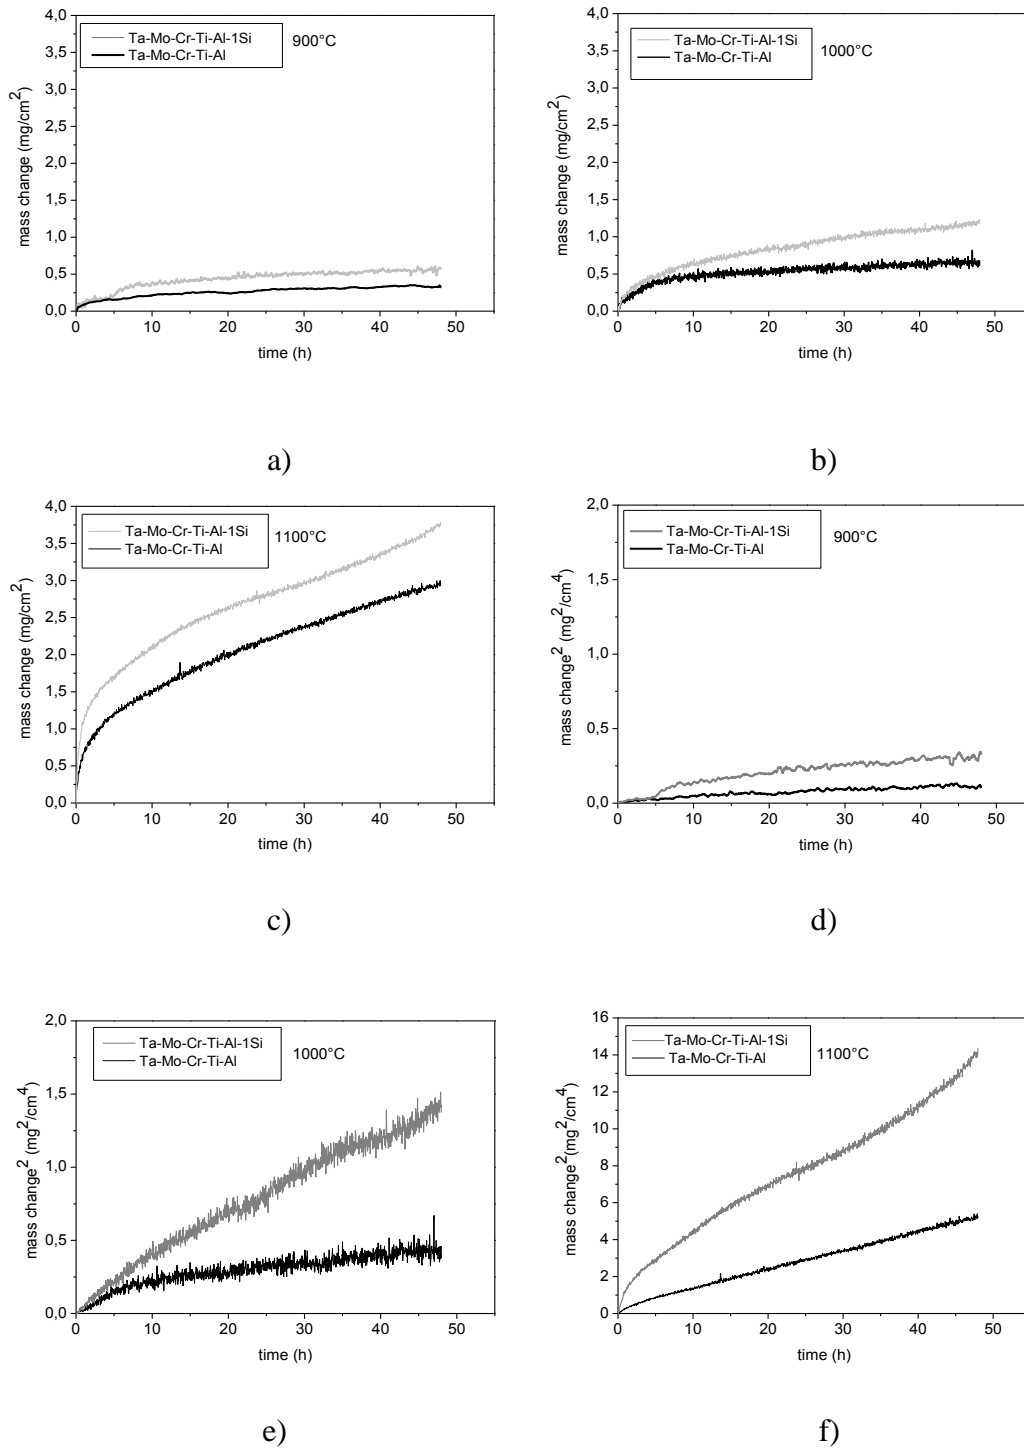 4,0
3,5
3,0
2,5
2,0
1,5
1,0
0,5
0,0
mass change (mg/cm²)
Ta-Mo-Cr-Ti-Al-1Si
Ta-Mo-Cr-Ti-Al
900°C
0 10 20 30 40 50
time (h)
a)
4,0
3,5
3,0
2,5
2,0
1,5
1,0
0,5
0,0
mass change (mg/cm²)
Ta-Mo-Cr-Ti-Al-1Si
Ta-Mo-Cr-Ti-Al
1000°C
0 10 20 30 40 50
time (h)
b)
4,0
3,5
3,0
2,5
2,0
1,5
1,0
0,5
0,0
mass change (mg/cm²)
Ta-Mo-Cr-Ti-Al-1Si
Ta-Mo-Cr-Ti-Al
1100°C
0 10 20 30 40 50
time (h)
c)
2,0
1,5
1,0
0,5
0,0
mass change² (mg²/cm⁴)
Ta-Mo-Cr-Ti-Al-1Si
Ta-Mo-Cr-Ti-Al
900°C
0 10 20 30 40 50
time (h)
d)
2,0
1,5
1,0
0,5
0,0
mass change² (mg²/cm⁴)
Ta-Mo-Cr-Ti-Al-1Si
Ta-Mo-Cr-Ti-Al
1000°C
0 10 20 30 40 50
time (h)
e)
16
14
12
10
8
6
4
2
0
mass change²(mg²/cm⁴)
Ta-Mo-Cr-Ti-Al-1Si
Ta-Mo-Cr-Ti-Al
1100°C
0 10 20 30 40 50
time (h)
f)